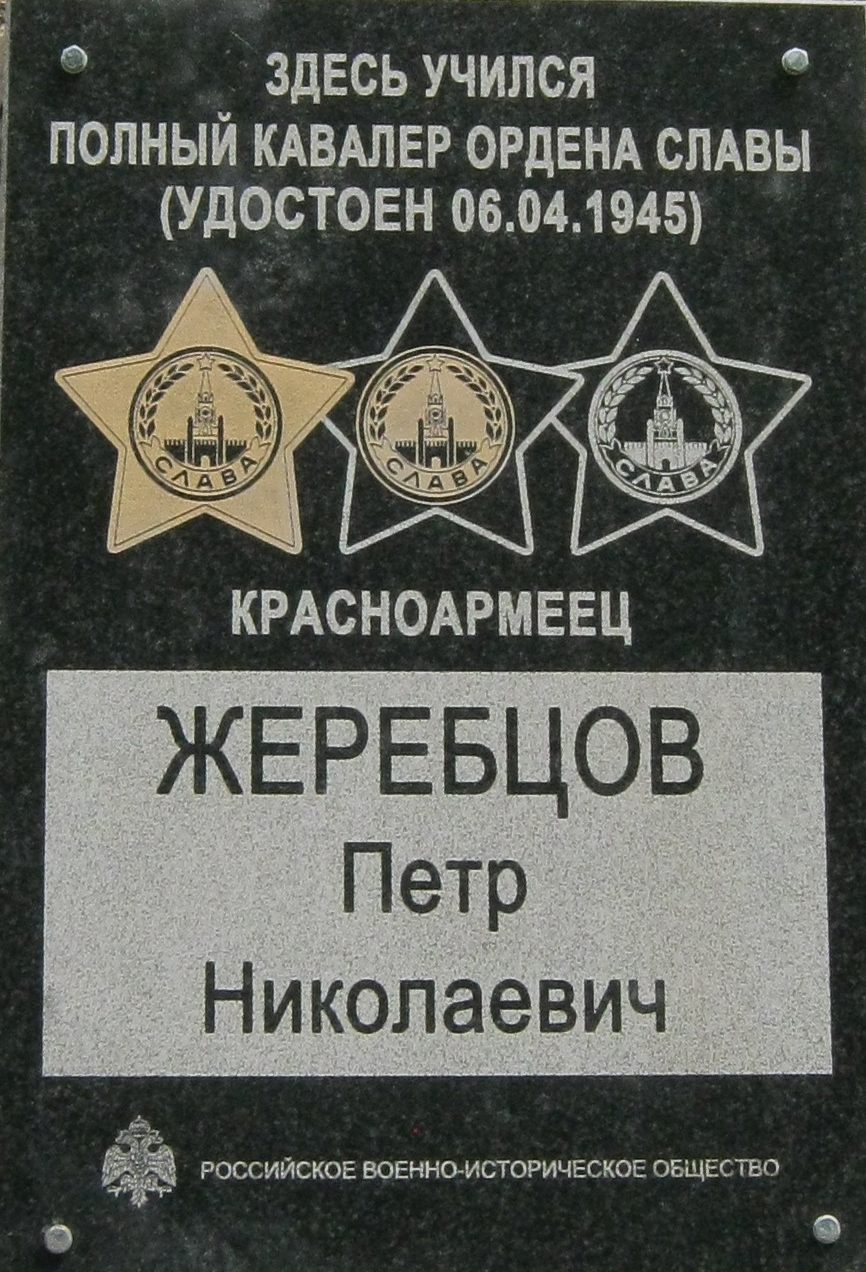 ЗДЕСЬ УЧИЛСЯ
ПОЛНЫЙ КАВАЛЕР ОРДЕНА СЛАВЫ
(УДОСТОЕН 06.04.1945)
СЛАВА СЛАВА СЛАВА
КРАСНОАРМЕЕЦ
ЖЕРЕБЦОВ
Петр
Николаевич
РОССИЙСКОЕ ВОЕННО-ИСТОРИЧЕСКОЕ ОБЩЕСТВО